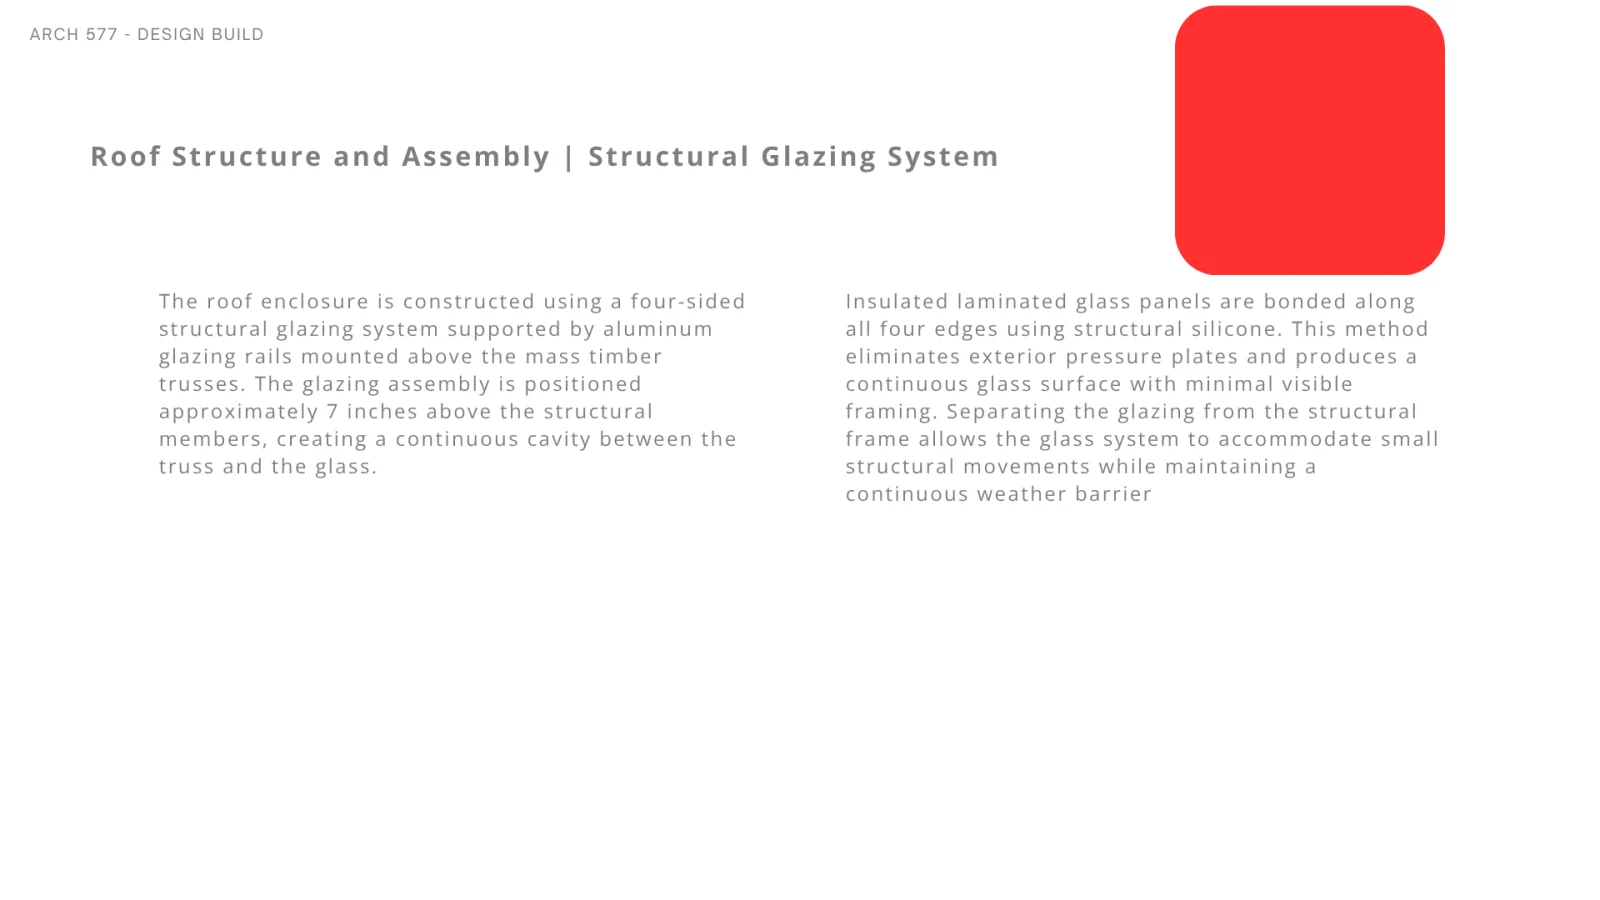 ARCH 577 - DESIGN BUILD
Roof Structure and Assembly | Structural Glazing System
The roof enclosure is constructed using a four-sided
structural glazing system supported by aluminum
glazing rails mounted above the mass timber
trusses. The glazing assembly is positioned
approximately 7 inches above the structural
members, creating a continuous cavity between the
truss and the glass.
Insulated laminated glass panels are bonded along
all four edges using structural silicone. This method
eliminates exterior pressure plates and produces a
continuous glass surface with minimal visible
framing. Separating the glazing from the structural
frame allows the glass system to accommodate small
structural movements while maintaining a
continuous weather barrier